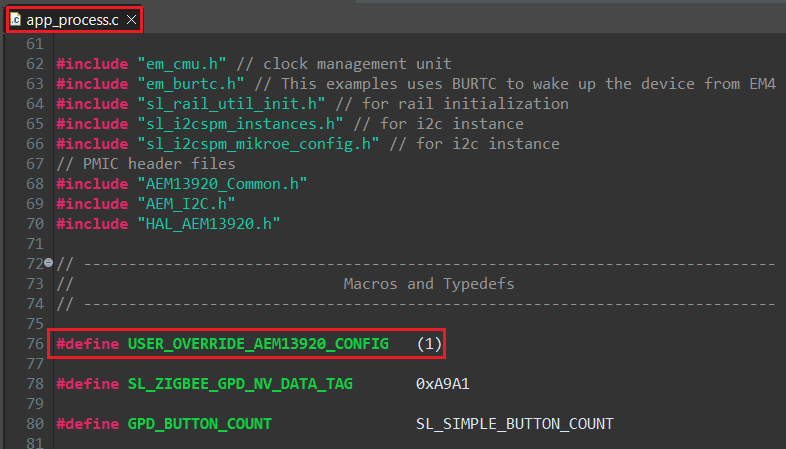 .c app_process.c
61
62 #include "em_cmu.h" // clock management unit
63 #include "em_burtc.h" // This examples uses BURTC to wake up the device from EM4
64 #include "sl_rail_util_init.h" // for rail initialization
65 #include "sl_i2cspm_instances.h" // for i2c instance
66 #include "sl_i2cspm_mikroe_config.h" // for i2c instance
67 // PMIC header files
68 #include "AEM13920_Common.h"
69 #include "AEM_I2C.h"
70 #include "HAL_AEM13920.h"
71
72 // -----------------------------------------------------------------------------
73 //                              Macros and Typedefs
74 // -----------------------------------------------------------------------------
75
76 #define USER_OVERRIDE_AEM13920_CONFIG   (1)
77
78 #define SL_ZIGBEE_GPD_NV_DATA_TAG       0xA9A1
79
80 #define GPD_BUTTON_COUNT                SL_SIMPLE_BUTTON_COUNT
81